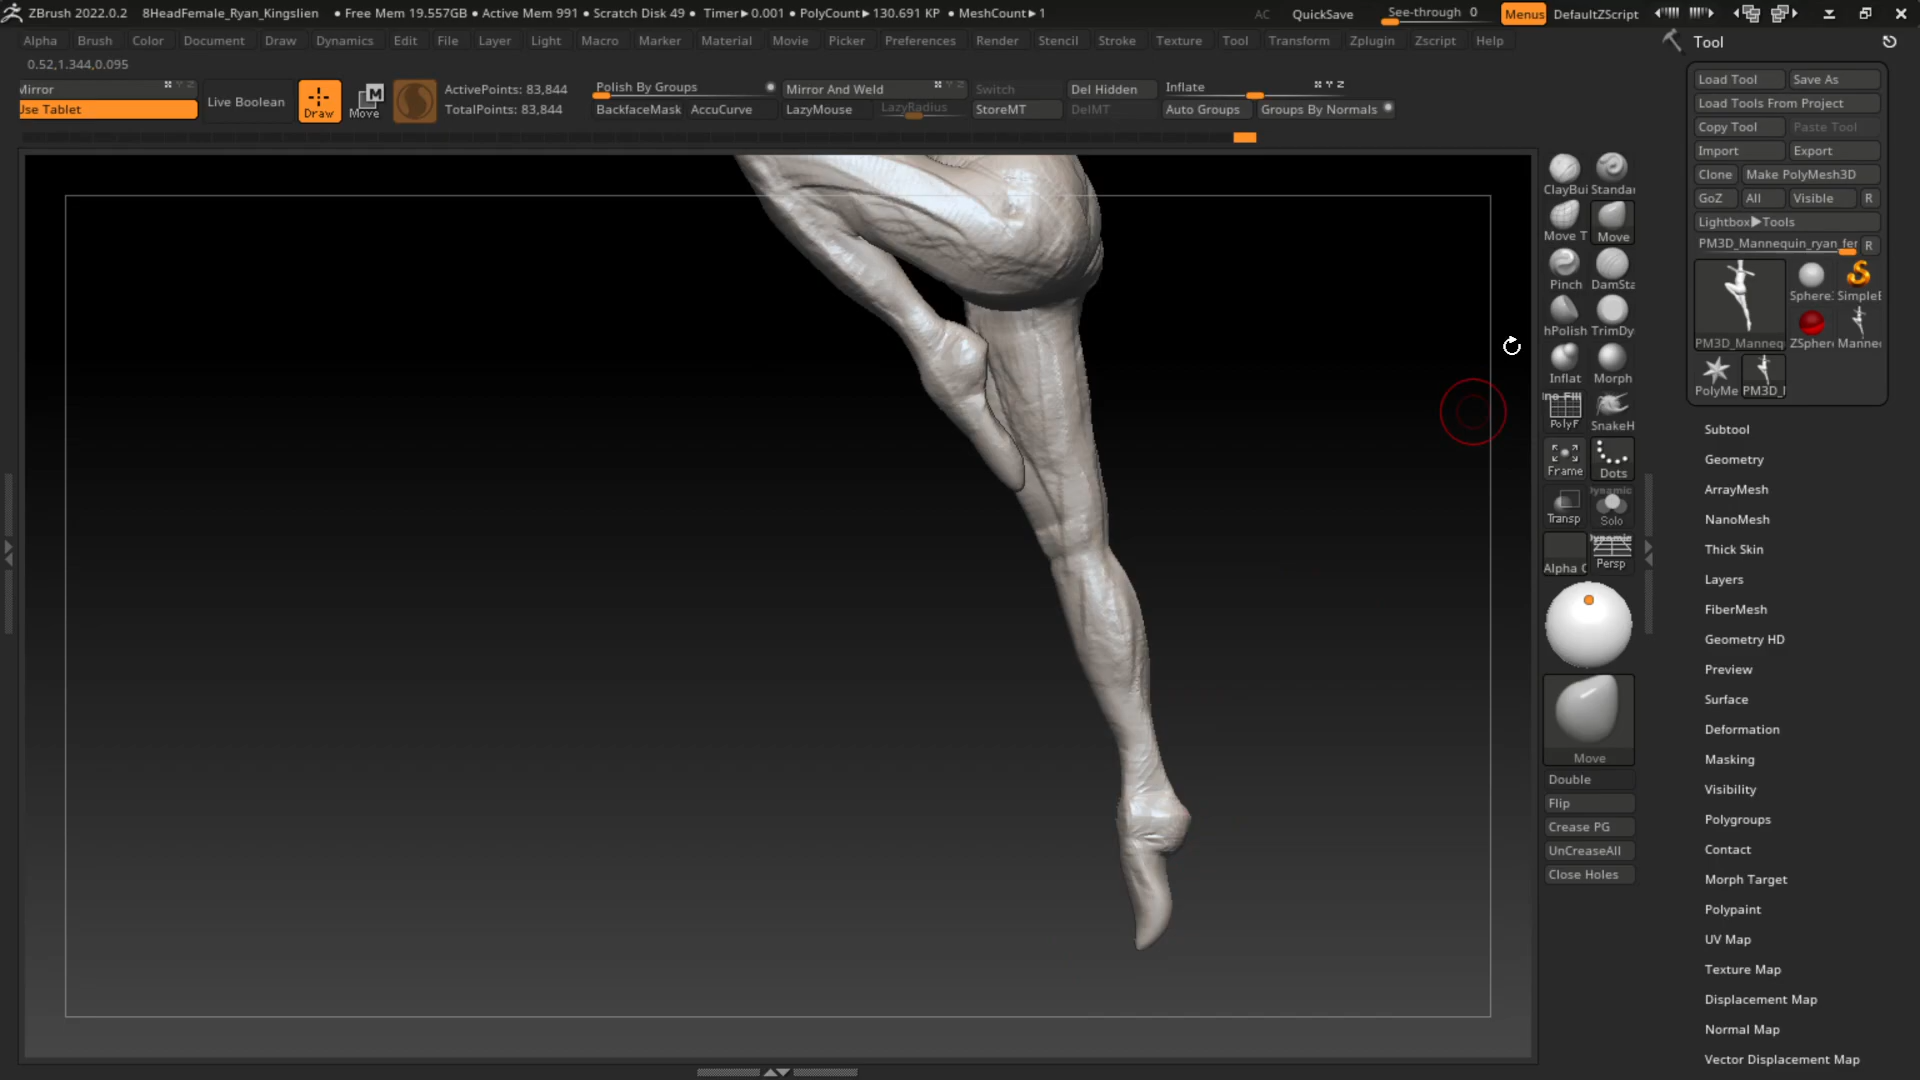 ZBrush 2022.0.2 8HeadFemale_Ryan_Kingslien • Free Mem 19.557GB • Active Mem 991 • Scratch Disk 49 • Timer▶0.001 • PolyCount▶130.691 KP • MeshCount▶1 AC QuickSave See-through 0 Menus DefaultZScript
Alpha Brush Color Document Draw Dynamics Edit File Layer Light Macro Marker Material Movie Picker Preferences Render Stencil Stroke Texture Tool Transform Zplugin Zscript Help
0.52,1.344,0.095
Mirror
Use Tablet
Live Boolean
Draw
Move
ActivePoints: 83,844
TotalPoints: 83,844
Polish By Groups
BackfaceMask AccuCurve
Mirror And Weld
LazyMouse LazyRadius
Switch
StoreMT
Del Hidden
DelMT
Inflate X Y Z
Auto Groups Groups By Normals
ClayBui Standar
Move T Move
Pinch DamSta
hPolish TrimDy
Inflat Morph
PolyF SnakeH
Frame Dots
Dynamic
Transp Solo
Dynamic
Alpha O Persp
Move
Double
Flip
Crease PG
UnCreaseAll
Close Holes
Tool
Load Tool Save As
Load Tools From Project
Copy Tool Paste Tool
Import Export
Clone Make PolyMesh3D
GoZ All Visible R
Lightbox▶Tools
PM3D_Mannequin_ryan_fer R
Sphere SimpleB
PM3D_Manneq ZSpher Manne
PolyMe PM3D_
Subtool
Geometry
ArrayMesh
NanoMesh
Thick Skin
Layers
FiberMesh
Geometry HD
Preview
Surface
Deformation
Masking
Visibility
Polygroups
Contact
Morph Target
Polypaint
UV Map
Texture Map
Displacement Map
Normal Map
Vector Displacement Map